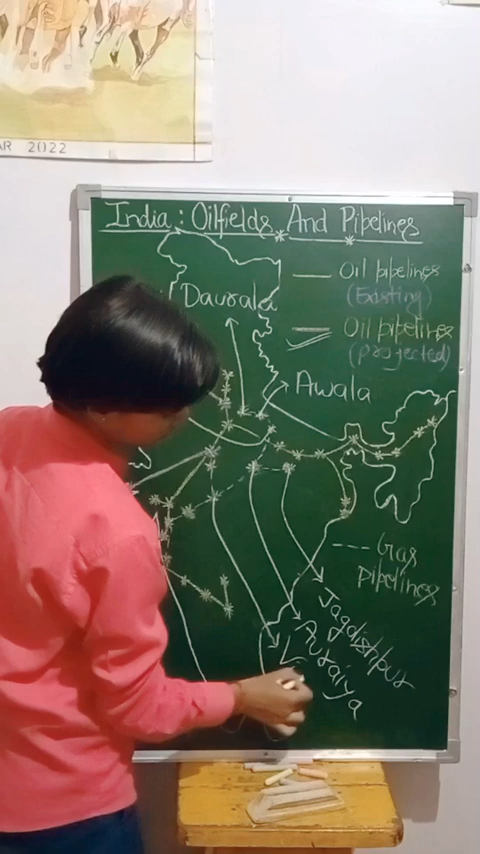 AR 2022
India : Oilfields And Pipelines
Oil pipelines
(Existing)
Daurala
Oil pipelines
(projected)
Awala
Gas
pipelines
Jagdishpur
Auraiya